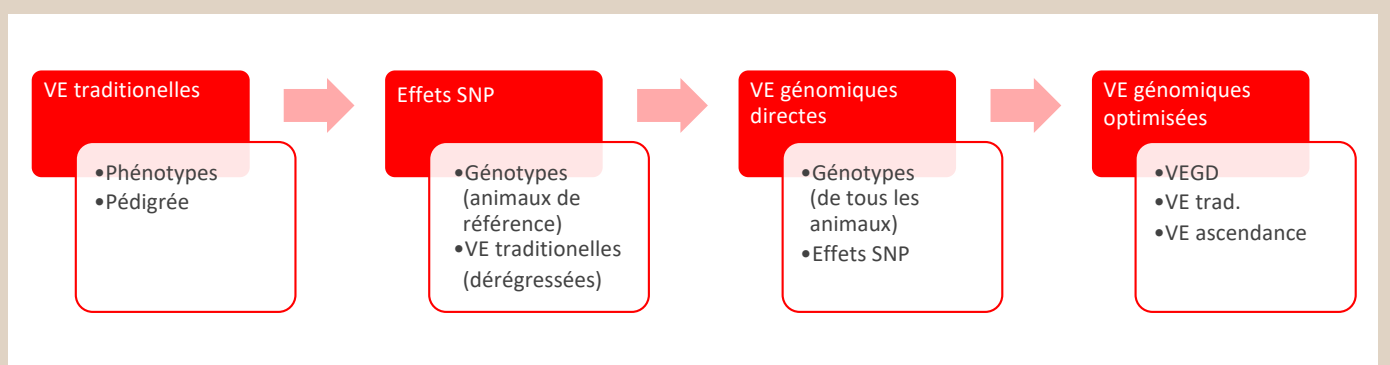 VE traditionelles
•Phénotypes
•Pédigrée
Effets SNP
•Génotypes
(animaux de
référence)
•VE traditionelles
(dérégressées)
VE génomiques
directes
•Génotypes
(de tous les
animaux)
•Effets SNP
VE génomiques
optimisées
•VEGD
•VE trad.
•VE ascendance